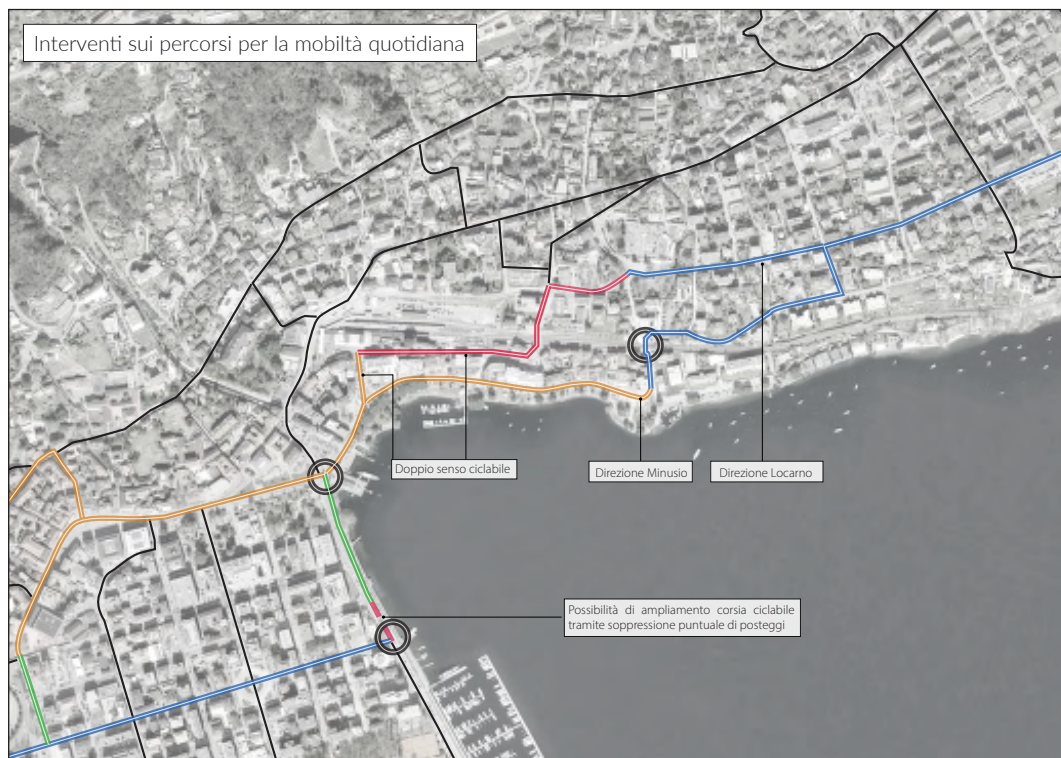 Interventi sui percorsi per la mobiltà quotidiana
Doppio senso ciclabile
Direzione Minusio
Direzione Locarno
Possibilità di ampliamento corsia ciclabile
tramite soppressione puntuale di posteggi